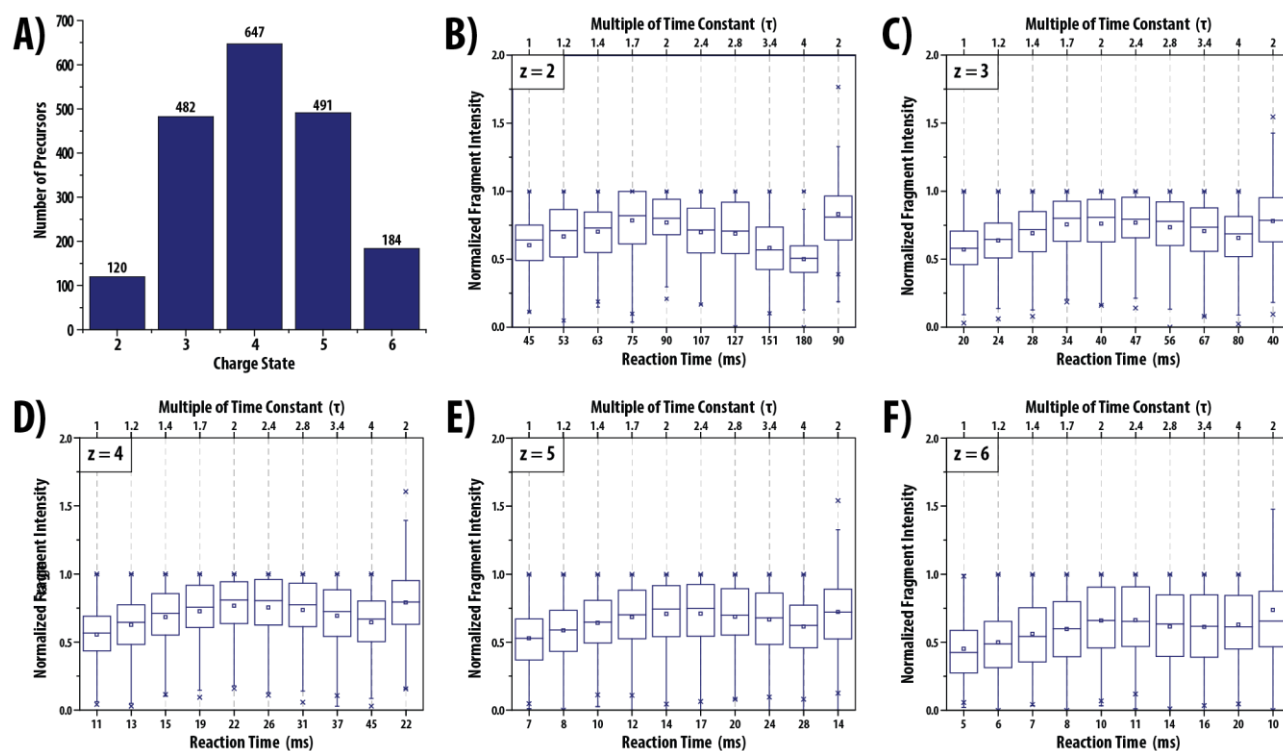 A)
700
647
600
500
482
491
400
300
200
184
120
100
0
2 3 4 5 6
Number of Precursors
Charge State
B)
Multiple of Time Constant (τ)
1 1.2 1.4 1.7 2 2.4 2.8 3.4 4 2
z = 2
2.0
1.5
1.0
0.5
0.0
Normalized Fragment Intensity
45 53 63 75 90 107 127 151 180 90
Reaction Time (ms)
C)
Multiple of Time Constant (τ)
1 1.2 1.4 1.7 2 2.4 2.8 3.4 4 2
z = 3
2.0
1.5
1.0
0.5
0.0
Normalized Fragment Intensity
20 24 28 34 40 47 56 67 80 40
Reaction Time (ms)
D)
Multiple of Time Constant (τ)
1 1.2 1.4 1.7 2 2.4 2.8 3.4 4 2
z = 4
2.0
1.5
1.0
0.5
0.0
Normalized Fragment Intensity
11 13 15 19 22 26 31 37 45 22
Reaction Time (ms)
E)
Multiple of Time Constant (τ)
1 1.2 1.4 1.7 2 2.4 2.8 3.4 4 2
z = 5
2.0
1.5
1.0
0.5
0.0
Normalized Fragment Intensity
7 8 10 12 14 17 20 24 28 14
Reaction Time (ms)
F)
Multiple of Time Constant (τ)
1 1.2 1.4 1.7 2 2.4 2.8 3.4 4 2
z = 6
2.0
1.5
1.0
0.5
0.0
Normalized Fragment Intensity
5 6 7 8 10 11 14 16 20 10
Reaction Time (ms)